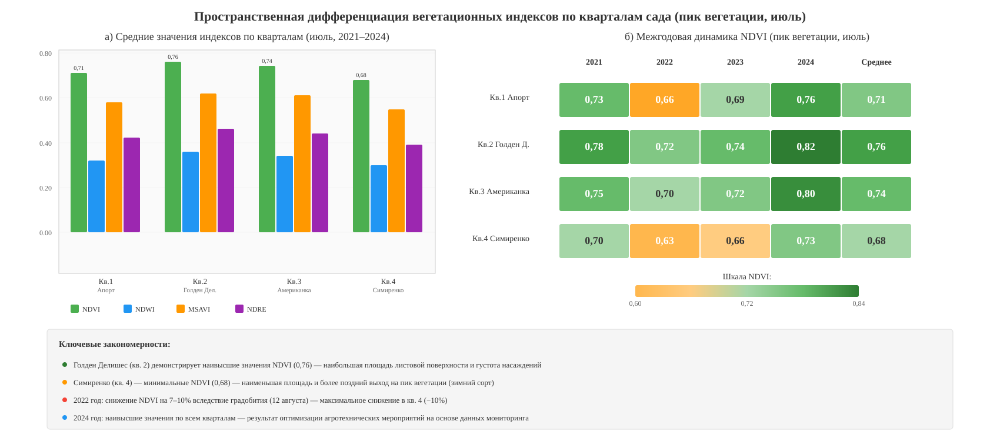 Пространственная дифференциация вегетационных индексов по кварталам сада (пик вегетации, июль)
а) Средние значения индексов по кварталам (июль, 2021–2024)
0.80
0.60
0.40
0.20
0.00
0,71
0,76
0,74
0,68
Кв.1
Апорт
Кв.2
Голден Дел.
Кв.3
Американка
Кв.4
Симиренко
NDVI
NDWI
MSAVI
NDRE
б) Межгодовая динамика NDVI (пик вегетации, июль)
2021 2022 2023 2024 Среднее
Кв.1 Апорт 0,73 0,66 0,69 0,76 0,71
Кв.2 Голден Д. 0,78 0,72 0,74 0,82 0,76
Кв.3 Американка 0,75 0,70 0,72 0,80 0,74
Кв.4 Симиренко 0,70 0,63 0,66 0,73 0,68
Шкала NDVI:
0,60 0,72 0,84
Ключевые закономерности:
Голден Делишес (кв. 2) демонстрирует наивысшие значения NDVI (0,76) — наибольшая площадь листовой поверхности и густота насаждений
Симиренко (кв. 4) — минимальные NDVI (0,68) — наименьшая площадь и более поздний выход на пик вегетации (зимний сорт)
2022 год: снижение NDVI на 7–10% вследствие градобития (12 августа) — максимальное снижение в кв. 4 (−10%)
2024 год: наивысшие значения по всем кварталам — результат оптимизации агротехнических мероприятий на основе данных мониторинга